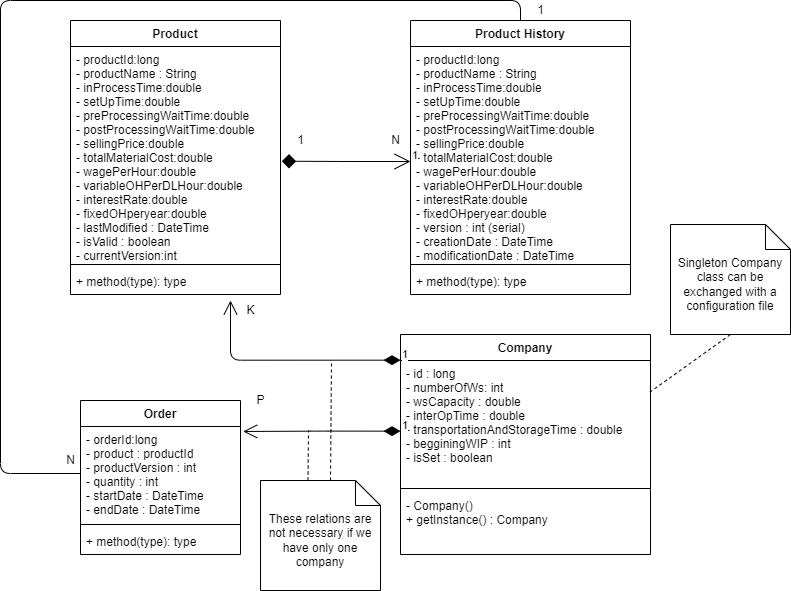 1
Product
- productId:long
- productName : String
- inProcessTime:double
- setUpTime:double
- preProcessingWaitTime:double
- postProcessingWaitTime:double
- sellingPrice:double
- totalMaterialCost:double
- wagePerHour:double
- variableOHPerDLHour:double
- interestRate:double
- fixedOHperyear:double
- lastModified : DateTime
- isValid : boolean
- currentVersion:int
+ method(type): type
1
N
1.
Product History
- productId:long
- productName : String
- inProcessTime:double
- setUpTime:double
- preProcessingWaitTime:double
- postProcessingWaitTime:double
- sellingPrice:double
- totalMaterialCost:double
- wagePerHour:double
- variableOHPerDLHour:double
- interestRate:double
- fixedOHperyear:double
- version : int (serial)
- creationDate : DateTime
- modificationDate : DateTime
+ method(type): type
Singleton Company
class can be
exchanged with a
configuration file
K
1
Company
- id : long
- numberOfWs: int
- wsCapacity : double
- interOpTime : double
- transportationAndStorageTime : double
- begginingWIP : int
- isSet : boolean
- Company()
+ getInstance() : Company
P
1.
N
Order
- orderId:long
- product : productId
- productVersion : int
- quantity : int
- startDate : DateTime
- endDate : DateTime
+ method(type): type
These relations are
not necessary if we
have only one
company